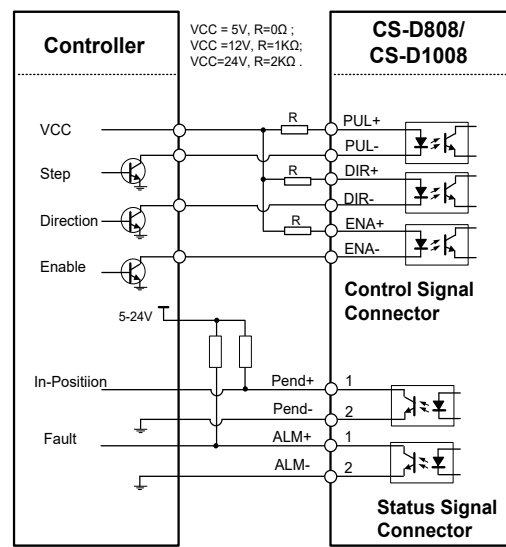 Controller
VCC = 5V, R=0Ω ;
VCC =12V, R=1KΩ;
VCC=24V, R=2KΩ .
CS-D808/
CS-D1008
VCC
R
PUL+
PUL-
Step
R
DIR+
DIR-
Direction
R
ENA+
ENA-
Enable
Control Signal
Connector
5-24V
In-Positiion
Pend+
1
Pend-
2
Fault
ALM+
1
ALM-
2
Status Signal
Connector